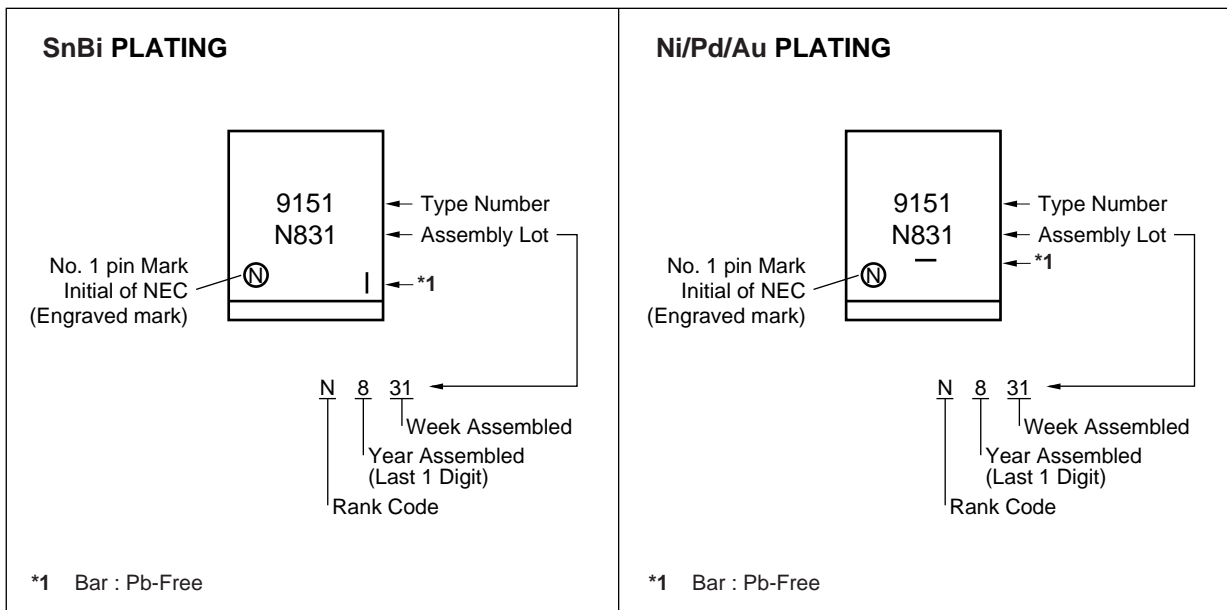 SnBi PLATING
9151
N831
Type Number
Assembly Lot
No. 1 pin Mark
Initial of NEC
(Engraved mark)
N
*1
N 8 31
Week Assembled
Year Assembled
(Last 1 Digit)
Rank Code
*1 Bar : Pb-Free
Ni/Pd/Au PLATING
9151
N831
Type Number
Assembly Lot
*1
No. 1 pin Mark
Initial of NEC
(Engraved mark)
N
N 8 31
Week Assembled
Year Assembled
(Last 1 Digit)
Rank Code
*1 Bar : Pb-Free